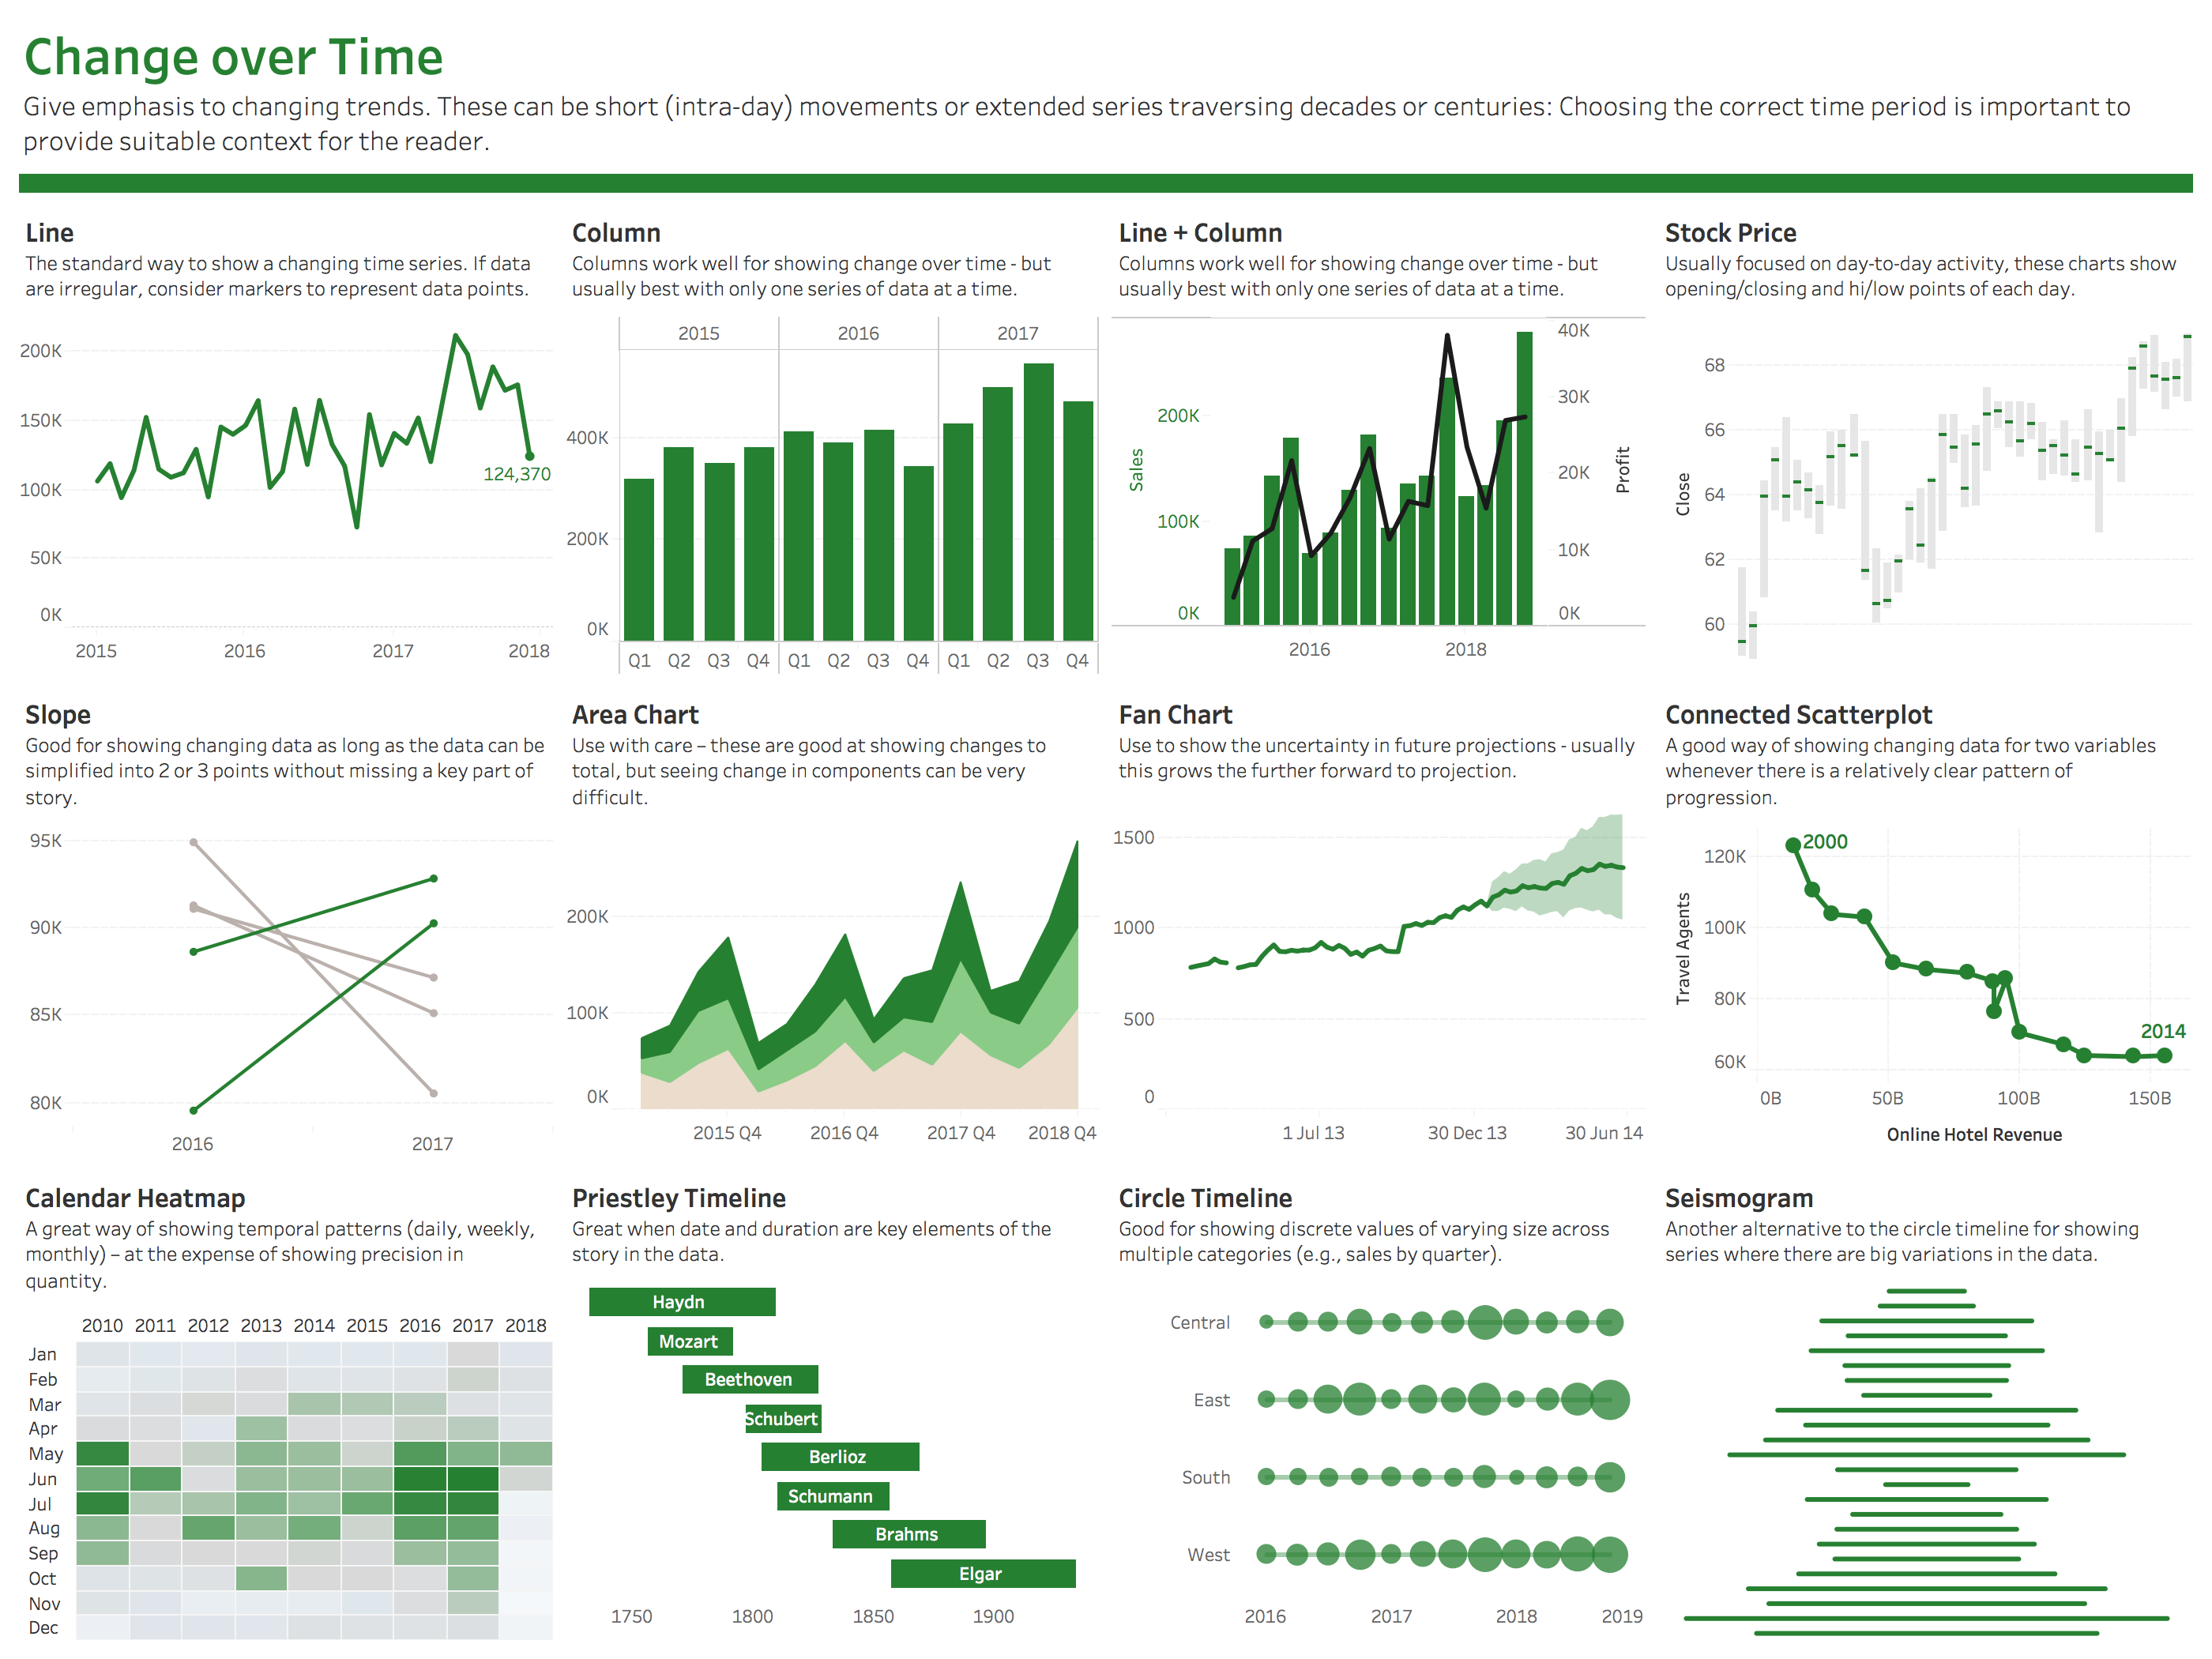 Change over Time
Give emphasis to changing trends. These can be short (intra-day) movements or extended series traversing decades or centuries: Choosing the correct time period is important to
provide suitable context for the reader.
Line
The standard way to show a changing time series. If data
are irregular, consider markers to represent data points.
200K
150K
100K
50K
0K
124,370
2015 2016 2017 2018
Column
Columns work well for showing change over time - but
usually best with only one series of data at a time.
2015 2016 2017
400K
200K
0K
Q1 Q2 Q3 Q4 Q1 Q2 Q3 Q4 Q1 Q2 Q3 Q4
Line + Column
Columns work well for showing change over time - but
usually best with only one series of data at a time.
Sales
200K
100K
0K
40K
30K
20K
10K
0K
Profit
2016 2018
Stock Price
Usually focused on day-to-day activity, these charts show
opening/closing and hi/low points of each day.
Close
68
66
64
62
60
Slope
Good for showing changing data as long as the data can be
simplified into 2 or 3 points without missing a key part of
story.
95K
90K
85K
80K
2016 2017
Area Chart
Use with care – these are good at showing changes to
total, but seeing change in components can be very
difficult.
200K
100K
0K
2015 Q4 2016 Q4 2017 Q4 2018 Q4
Fan Chart
Use to show the uncertainty in future projections - usually
this grows the further forward to projection.
1500
1000
500
0
1 Jul 13 30 Dec 13 30 Jun 14
Connected Scatterplot
A good way of showing changing data for two variables
whenever there is a relatively clear pattern of
progression.
Travel Agents
120K
100K
80K
60K
2000
2014
0B 50B 100B 150B
Online Hotel Revenue
Calendar Heatmap
A great way of showing temporal patterns (daily, weekly,
monthly) – at the expense of showing precision in
quantity.
2010 2011 2012 2013 2014 2015 2016 2017 2018
Jan
Feb
Mar
Apr
May
Jun
Jul
Aug
Sep
Oct
Nov
Dec
Priestley Timeline
Great when date and duration are key elements of the
story in the data.
Haydn
Mozart
Beethoven
Schubert
Berlioz
Schumann
Brahms
Elgar
1750 1800 1850 1900
Circle Timeline
Good for showing discrete values of varying size across
multiple categories (e.g., sales by quarter).
Central
East
South
West
2016 2017 2018 2019
Seismogram
Another alternative to the circle timeline for showing
series where there are big variations in the data.